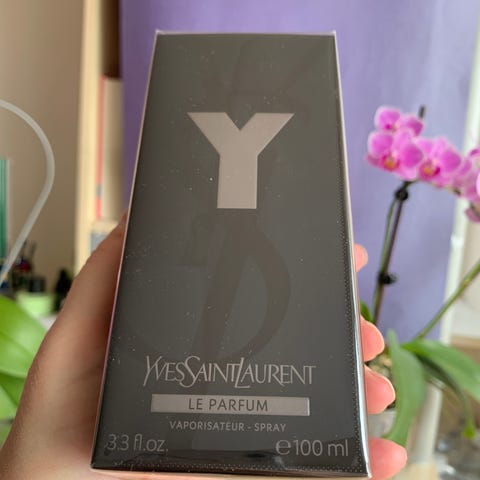 Y
YVESSAINTLAURENT
LE PARFUM
VAPORISATEUR - SPRAY
3.3 fl.oz. ℮100 ml